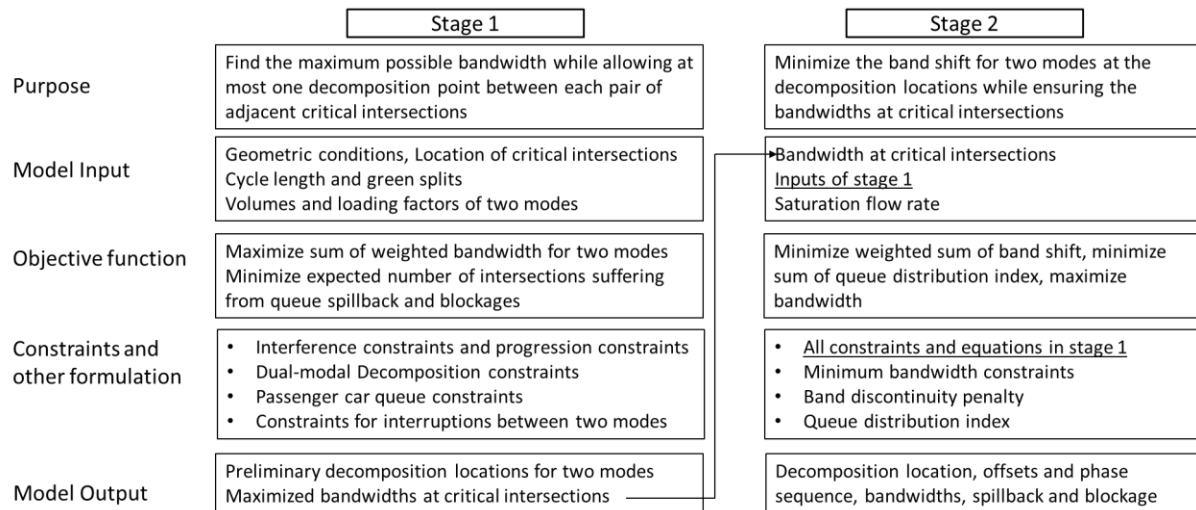 Stage 1
Stage 2
Purpose
Find the maximum possible bandwidth while allowing at
most one decomposition point between each pair of
adjacent critical intersections
Minimize the band shift for two modes at the
decomposition locations while ensuring the
bandwidths at critical intersections
Model Input
Geometric conditions, Location of critical intersections
Cycle length and green splits
Volumes and loading factors of two modes
Bandwidth at critical intersections
Inputs of stage 1
Saturation flow rate
Objective function
Maximize sum of weighted bandwidth for two modes
Minimize expected number of intersections suffering
from queue spillback and blockages
Minimize weighted sum of band shift, minimize
sum of queue distribution index, maximize
bandwidth
Constraints and
other formulation
• Interference constraints and progression constraints
• Dual-modal Decomposition constraints
• Passenger car queue constraints
• Constraints for interruptions between two modes
• All constraints and equations in stage 1
• Minimum bandwidth constraints
• Band discontinuity penalty
• Queue distribution index
Model Output
Preliminary decomposition locations for two modes
Maximized bandwidths at critical intersections
Decomposition location, offsets and phase
sequence, bandwidths, spillback and blockage